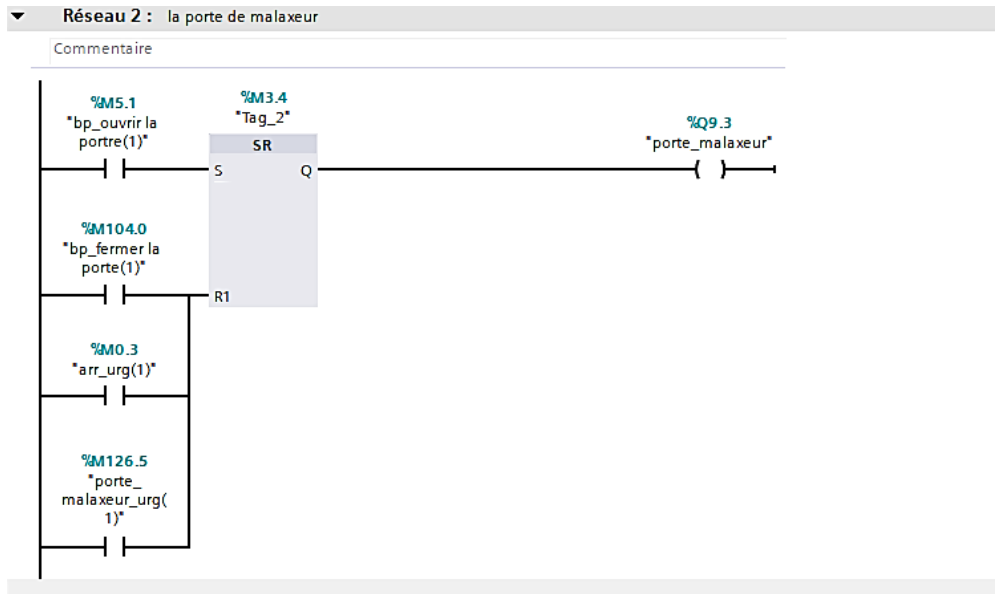 Réseau 2 : la porte de malaxeur
Commentaire
%M5.1
"bp_ouvrir la
portre(1)"
%M3.4
"Tag_2"
SR
S
Q
%Q9.3
"porte_malaxeur"
%M104.0
"bp_fermer la
porte(1)"
R1
%M0.3
"arr_urg(1)"
%M126.5
"porte_
malaxeur_urg(
1)"